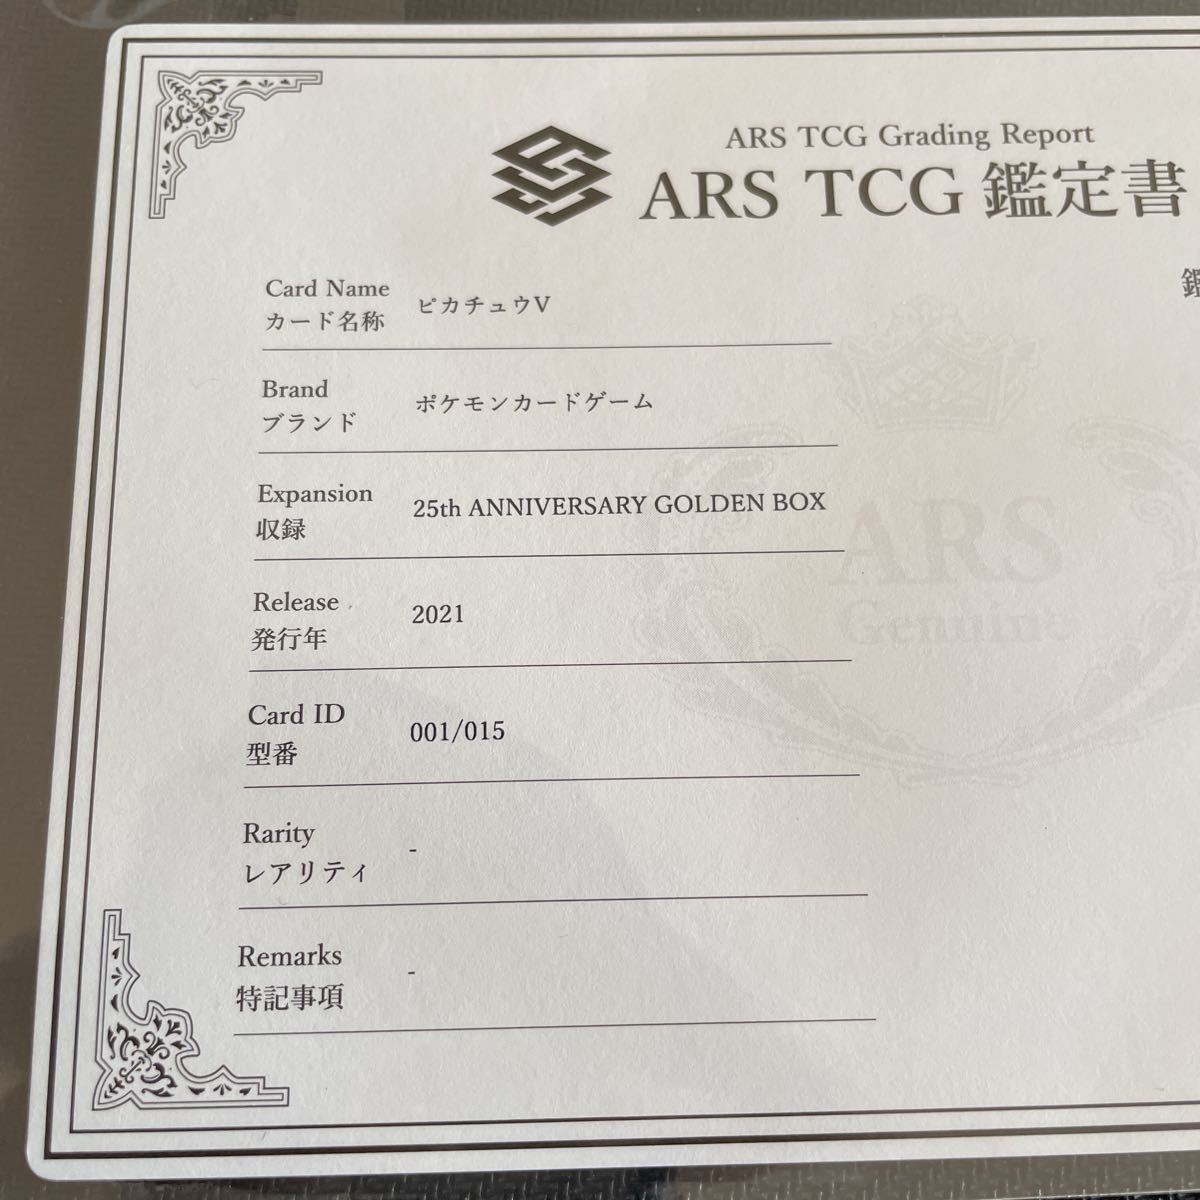 ARS TCG Grading Report
ARS TCG 鑑定書
Card Name
カード名称
ピカチュウV
Brand
ブランド
ポケモンカードゲーム
Expansion
収録
25th ANNIVERSARY GOLDEN BOX
Release
発行年
2021
Card ID
型番
001/015
Rarity
レアリティ
-
Remarks
特記事項
-
ARS
Genuine